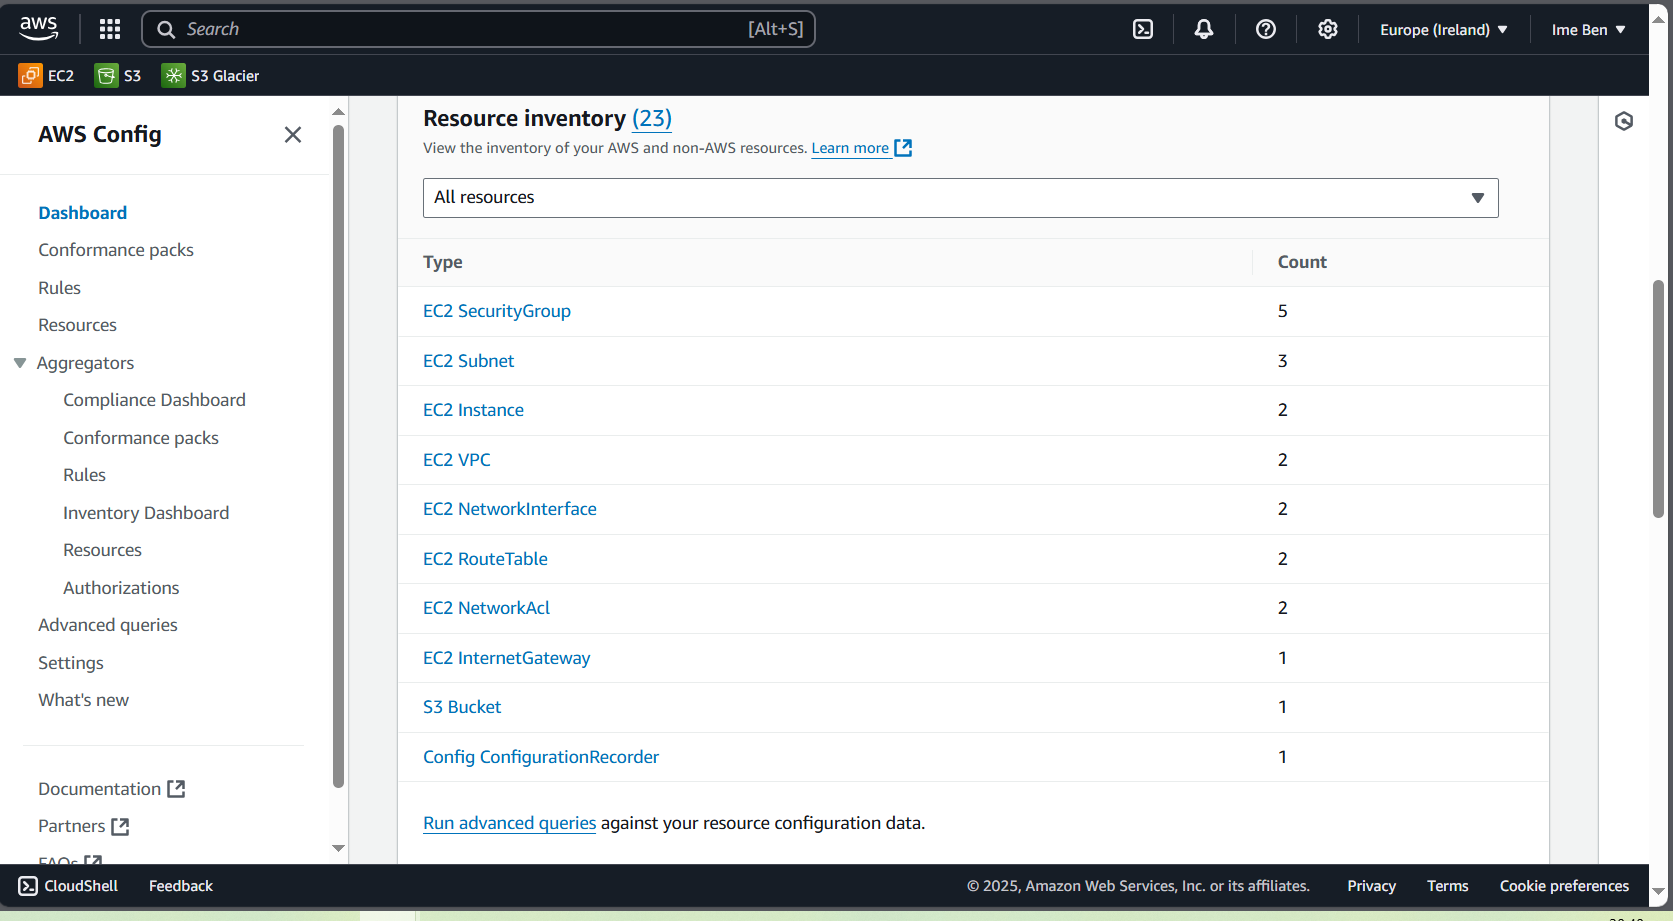 aws
Search [Alt+S]
Europe (Ireland) Ime Ben
EC2 S3 S3 Glacier
AWS Config
Dashboard
Conformance packs
Rules
Resources
Aggregators
Compliance Dashboard
Conformance packs
Rules
Inventory Dashboard
Resources
Authorizations
Advanced queries
Settings
What's new
Documentation
Partners
FAQs
Resource inventory (23)
View the inventory of your AWS and non-AWS resources. Learn more
All resources
Type Count
EC2 SecurityGroup 5
EC2 Subnet 3
EC2 Instance 2
EC2 VPC 2
EC2 NetworkInterface 2
EC2 RouteTable 2
EC2 NetworkAcl 2
EC2 InternetGateway 1
S3 Bucket 1
Config ConfigurationRecorder 1
Run advanced queries against your resource configuration data.
CloudShell Feedback © 2025, Amazon Web Services, Inc. or its affiliates. Privacy Terms Cookie preferences